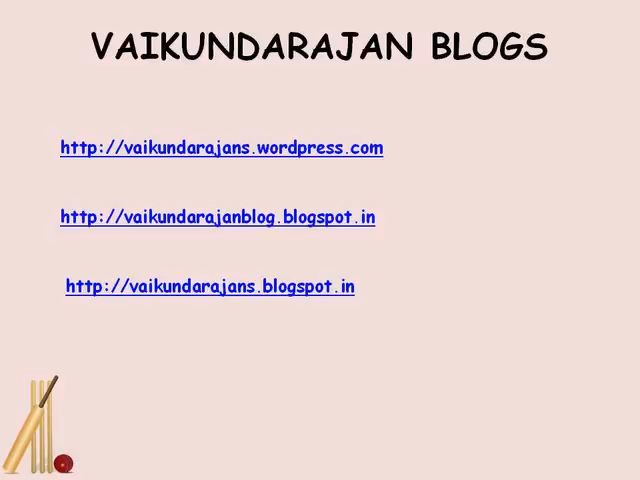 VAIKUNDARAJAN BLOGS
http://vaikundarajans.wordpress.com
http://vaikundarajanblog.blogspot.in
http://vaikundarajans.blogspot.in